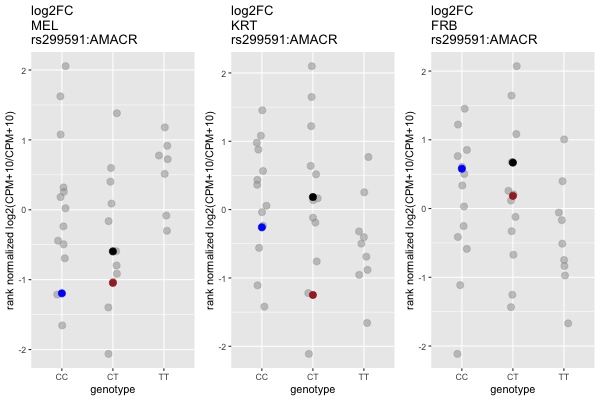 log2FC
MEL
rs299591:AMACR
rank normalized log2(CPM+10/CPM+10)
2
1
0
-1
-2
CC
CT
TT
genotype
log2FC
KRT
rs299591:AMACR
rank normalized log2(CPM+10/CPM+10)
2
1
0
-1
-2
CC
CT
TT
genotype
log2FC
FRB
rs299591:AMACR
rank normalized log2(CPM+10/CPM+10)
2
1
0
-1
-2
CC
CT
TT
genotype